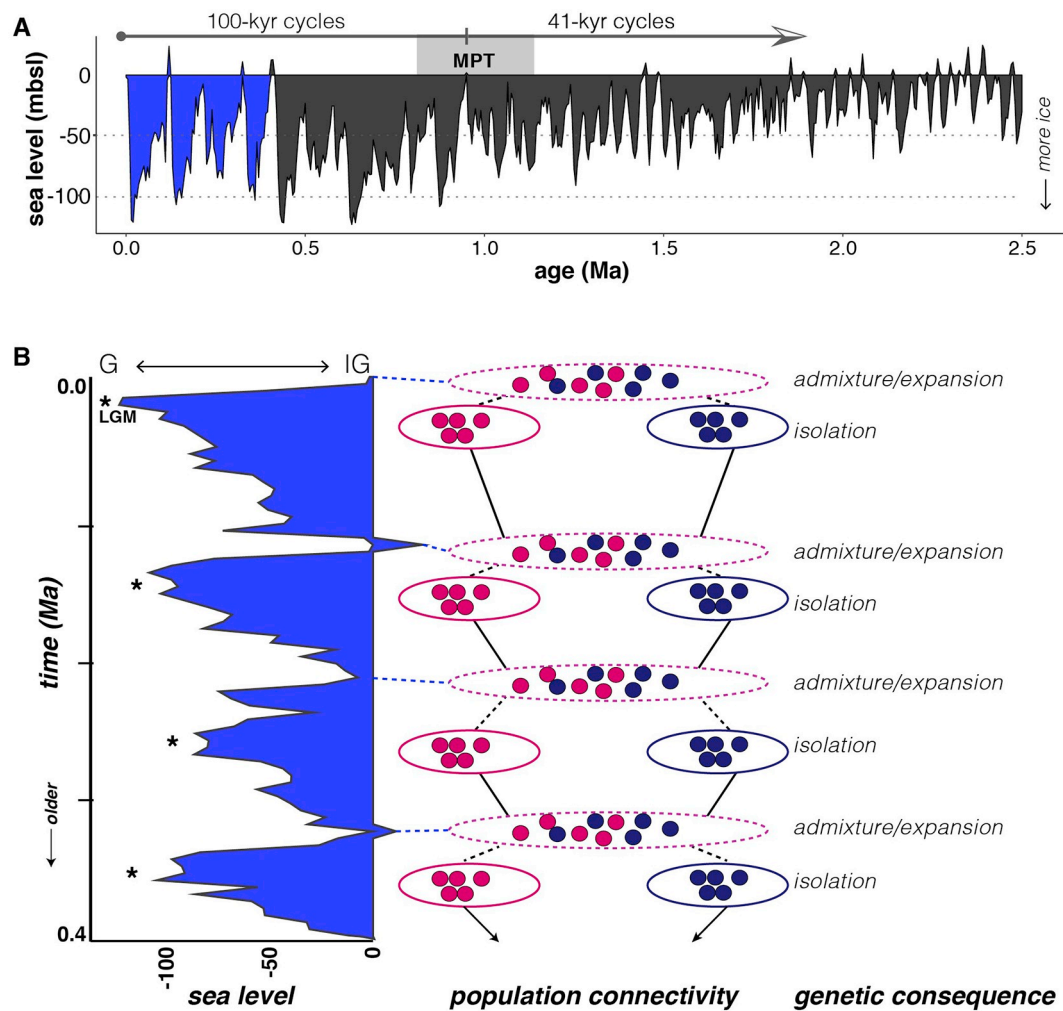 A
100-kyr cycles 41-kyr cycles
MPT
sea level (mbsl)
0
-50
-100
more ice
0.0 0.5 1.0 1.5 2.0 2.5
age (Ma)
B
G IG
0.0
* LGM
admixture/expansion
isolation
admixture/expansion
*
isolation
time (Ma)
admixture/expansion
*
isolation
older
admixture/expansion
*
isolation
0.4
-100 -50 0
sea level population connectivity genetic consequence